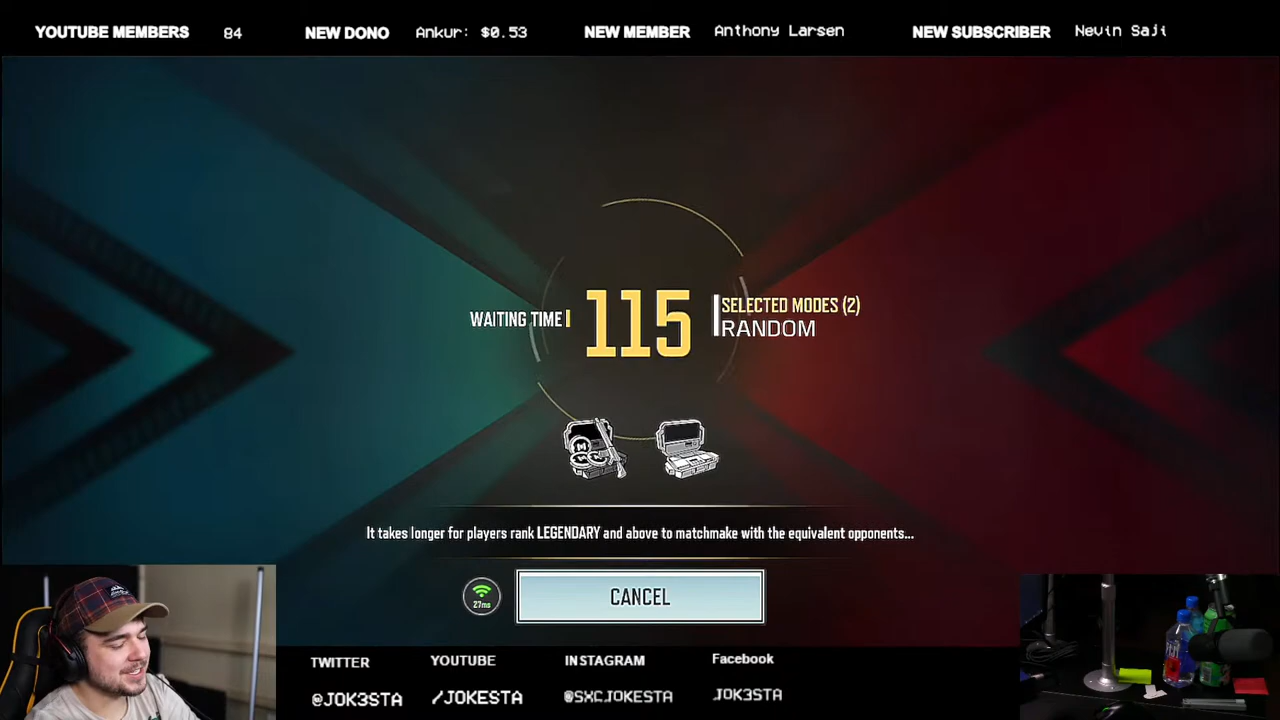 YOUTUBE MEMBERS 84 NEW DONO Ankur: $0.53 NEW MEMBER Anthony Larsen NEW SUBSCRIBER Nevin Saji
WAITING TIME 115 SELECTED MODES (2)
RANDOM
It takes longer for players rank LEGENDARY and above to matchmake with the equivalent opponents...
27ms CANCEL
TWITTER YOUTUBE INSTAGRAM Facebook
@JOK3STA /JOKESTA @SXCJOKESTA JOK3STA